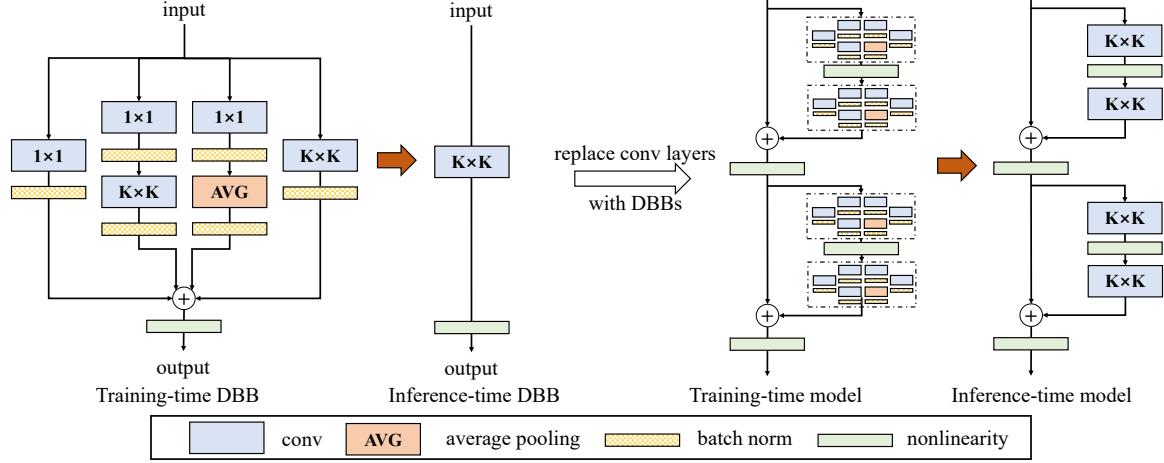 input
input
1×1
1×1
1×1
K×K
K×K
AVG
K×K
output
output
Training-time DBB
Inference-time DBB
replace conv layers
with DBBs
K×K
K×K
K×K
K×K
Training-time model
Inference-time model
conv
AVG
average pooling
batch norm
nonlinearity